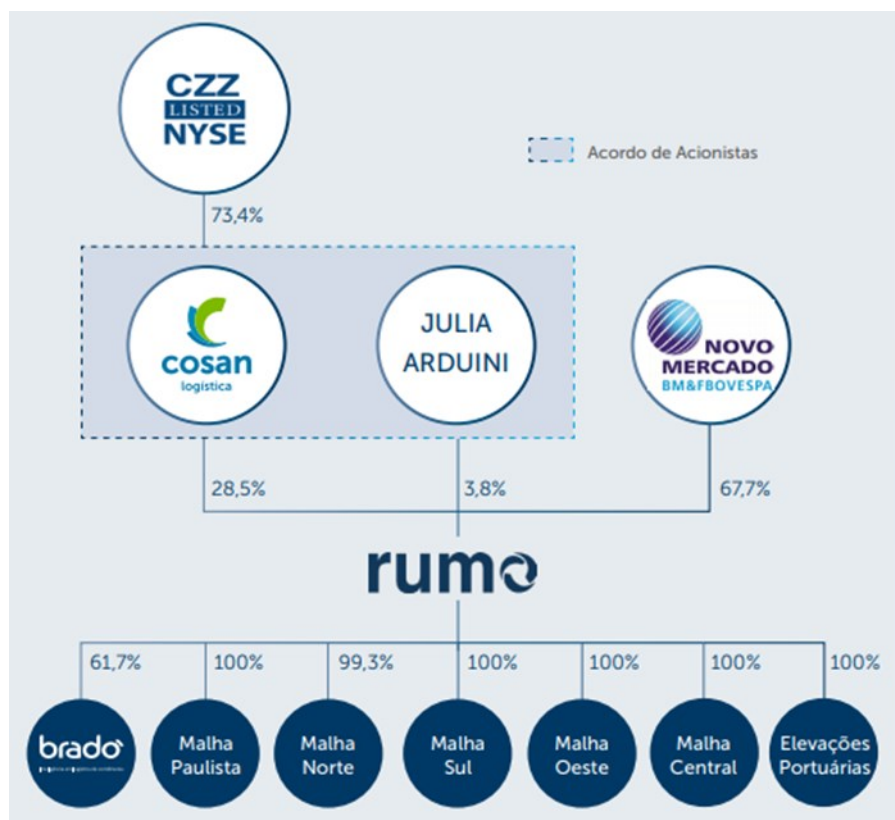 CZZ
LISTED
NYSE
Acordo de Acionistas
73,4%
cosan
logística
JULIA
ARDUINI
NOVO
MERCADO
BM&FBOVESPA
28,5%
3,8%
67,7%
rumo
61,7%
100%
99,3%
100%
100%
100%
100%
brado
Malha
Paulista
Malha
Norte
Malha
Sul
Malha
Oeste
Malha
Central
Elevações
Portuárias